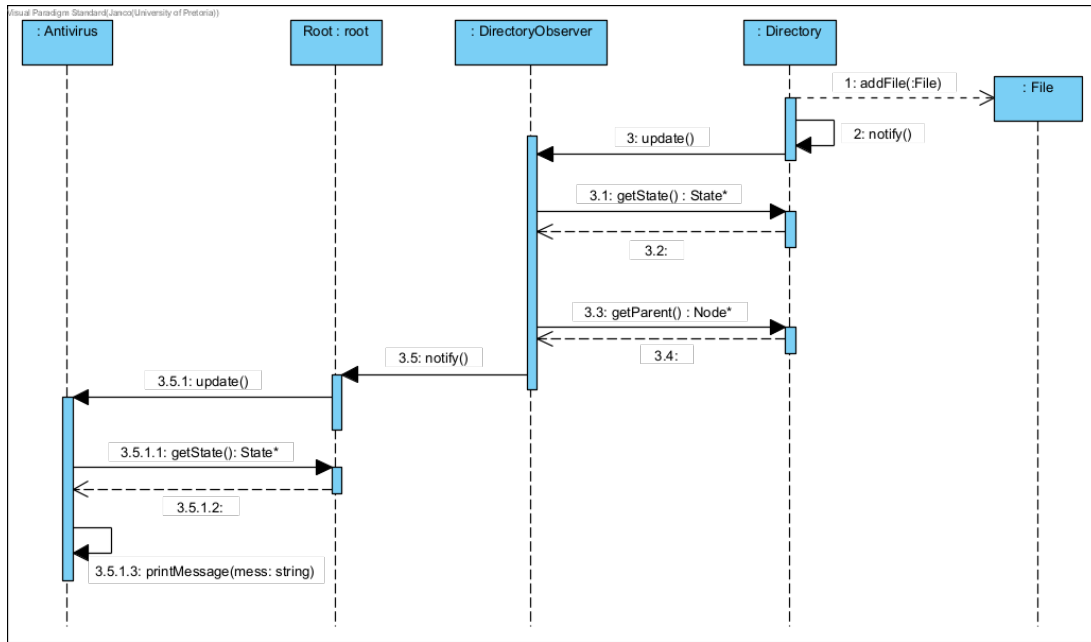 Visual Paradigm Standard(Janco(University of Pretoria))
: Antivirus
Root : root
: DirectoryObserver
: Directory
1: addFile(:File)
: File
2: notify()
3: update()
3.1: getState() : State*
3.2:
3.3: getParent() : Node*
3.4:
3.5: notify()
3.5.1: update()
3.5.1.1: getState(): State*
3.5.1.2:
3.5.1.3: printMessage(mess: string)